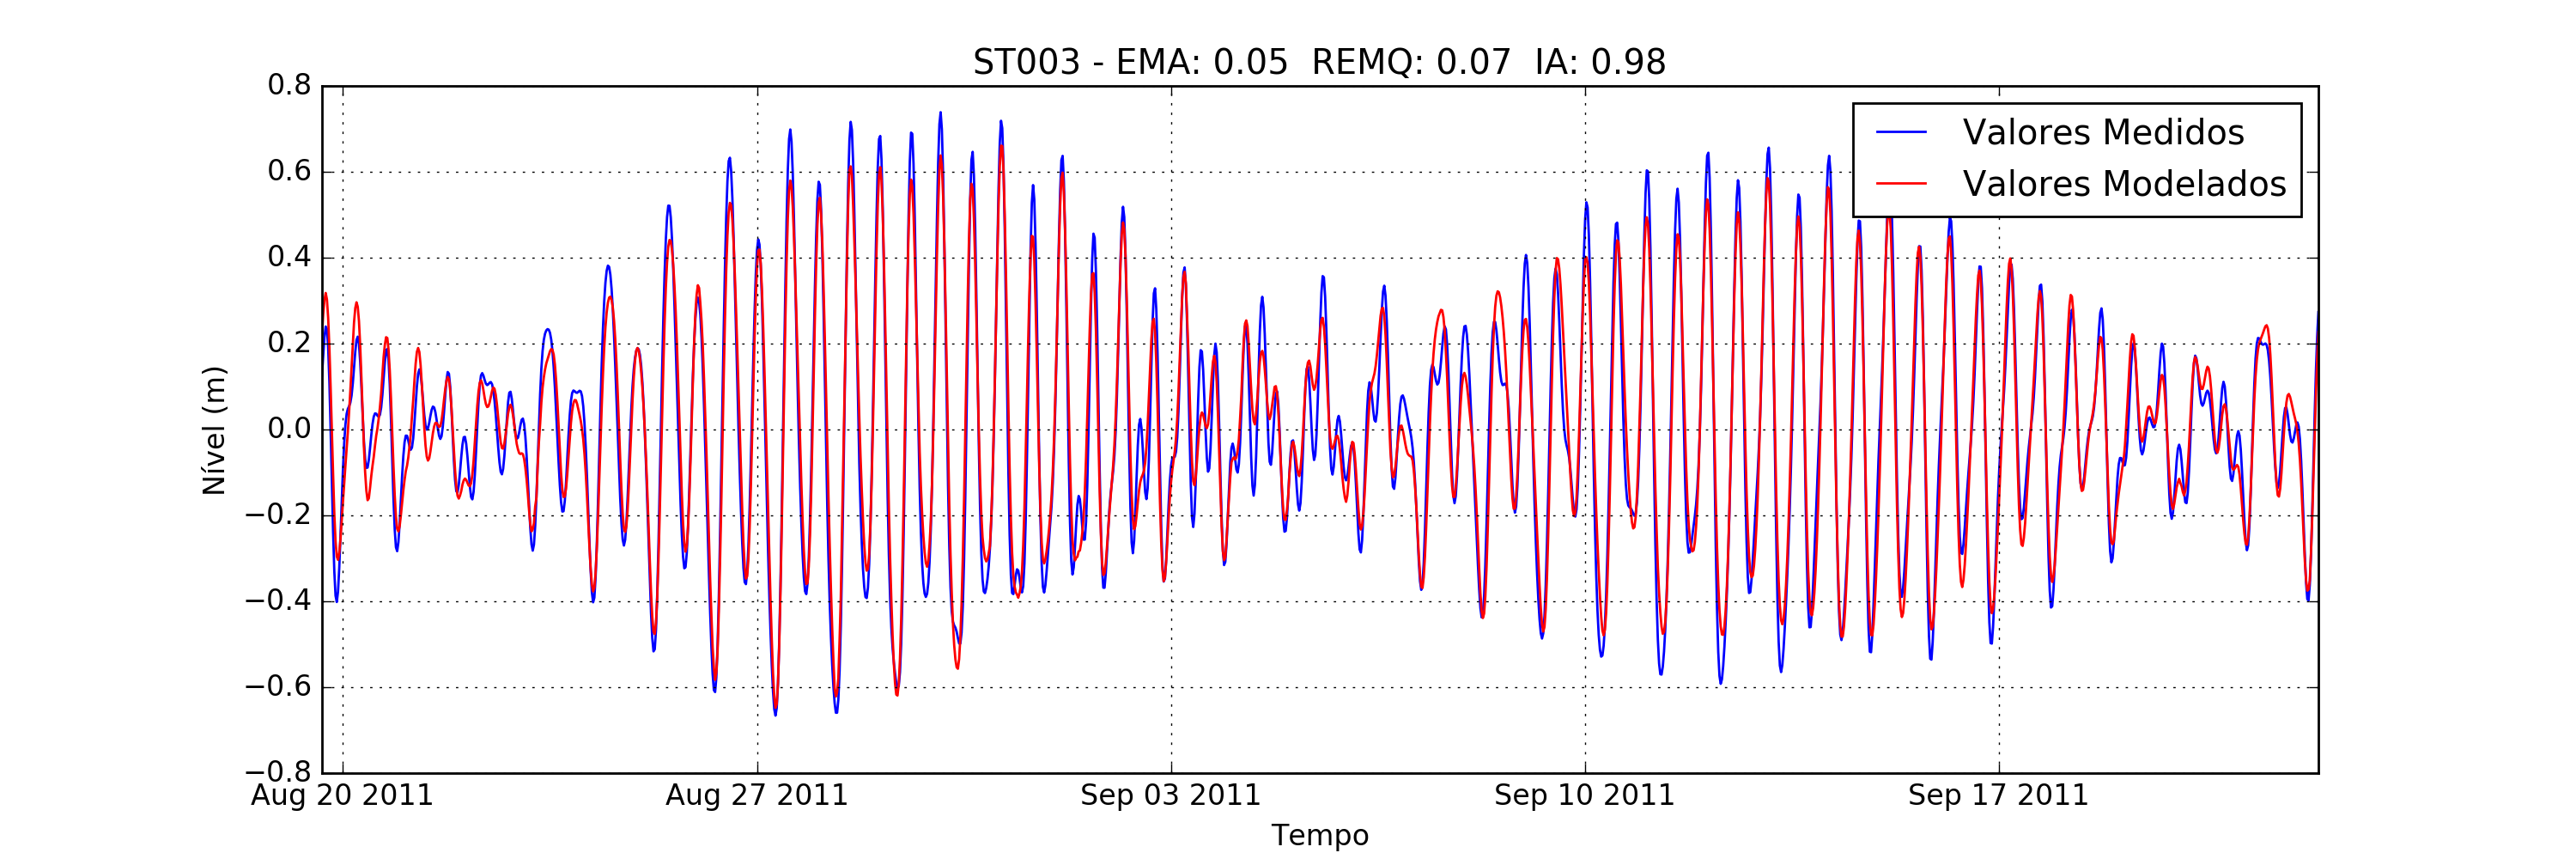 ST003 - EMA: 0.05  REMQ: 0.07  IA: 0.98
Valores Medidos
Valores Modelados
Nível (m)
0.8
0.6
0.4
0.2
0.0
−0.2
−0.4
−0.6
−0.8
Aug 20 2011
Aug 27 2011
Sep 03 2011
Sep 10 2011
Sep 17 2011
Tempo